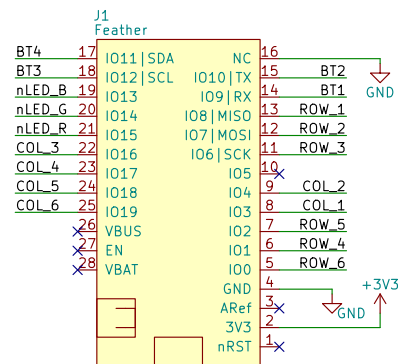 J1
Feather
BT4 17 IO11|SDA NC 16
BT3 18 IO12|SCL IO10|TX 15 BT2
nLED_B 19 IO13 IO9|RX 14 BT1 GND
nLED_G 20 IO14 IO8|MISO 13 ROW_1
nLED_R 21 IO15 IO7|MOSI 12 ROW_2
COL_3 22 IO16 IO6|SCK 11 ROW_3
COL_4 23 IO17 IO5 10
COL_5 24 IO18 IO4 9 COL_2
COL_6 25 IO19 IO3 8 COL_1
26 VBUS IO2 7 ROW_5
27 EN IO1 6 ROW_4
28 VBAT IO0 5 ROW_6
GND 4 +3V3
ARef 3 GND
3V3 2
nRST 1